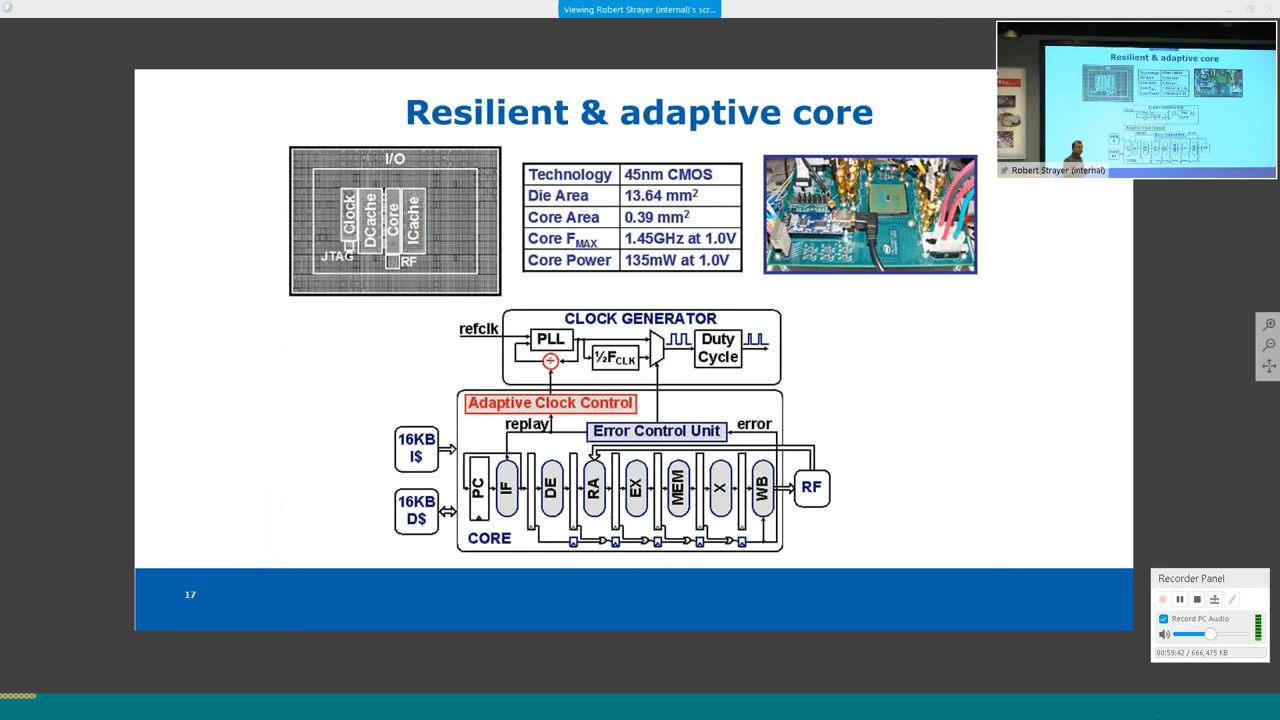 Viewing Robert Strayer (internal)'s scr...
Resilient & adaptive core
I/O
Clock
DCache
Core
ICache
JTAG
RF
Technology 45nm CMOS
Die Area 13.64 mm2
Core Area 0.39 mm2
Core FMAX 1.45GHz at 1.0V
Core Power 135mW at 1.0V
CLOCK GENERATOR
refclk
PLL
÷
½FCLK
Duty
Cycle
Adaptive Clock Control
replay
Error Control Unit
error
16KB
I$
16KB
D$
PC
IF
DE
RA
EX
MEM
X
WB
RF
CORE
17
Resilient & adaptive core
Robert Strayer (internal)
Recorder Panel
Record PC Audio
00:59:42 / 666,475 KB